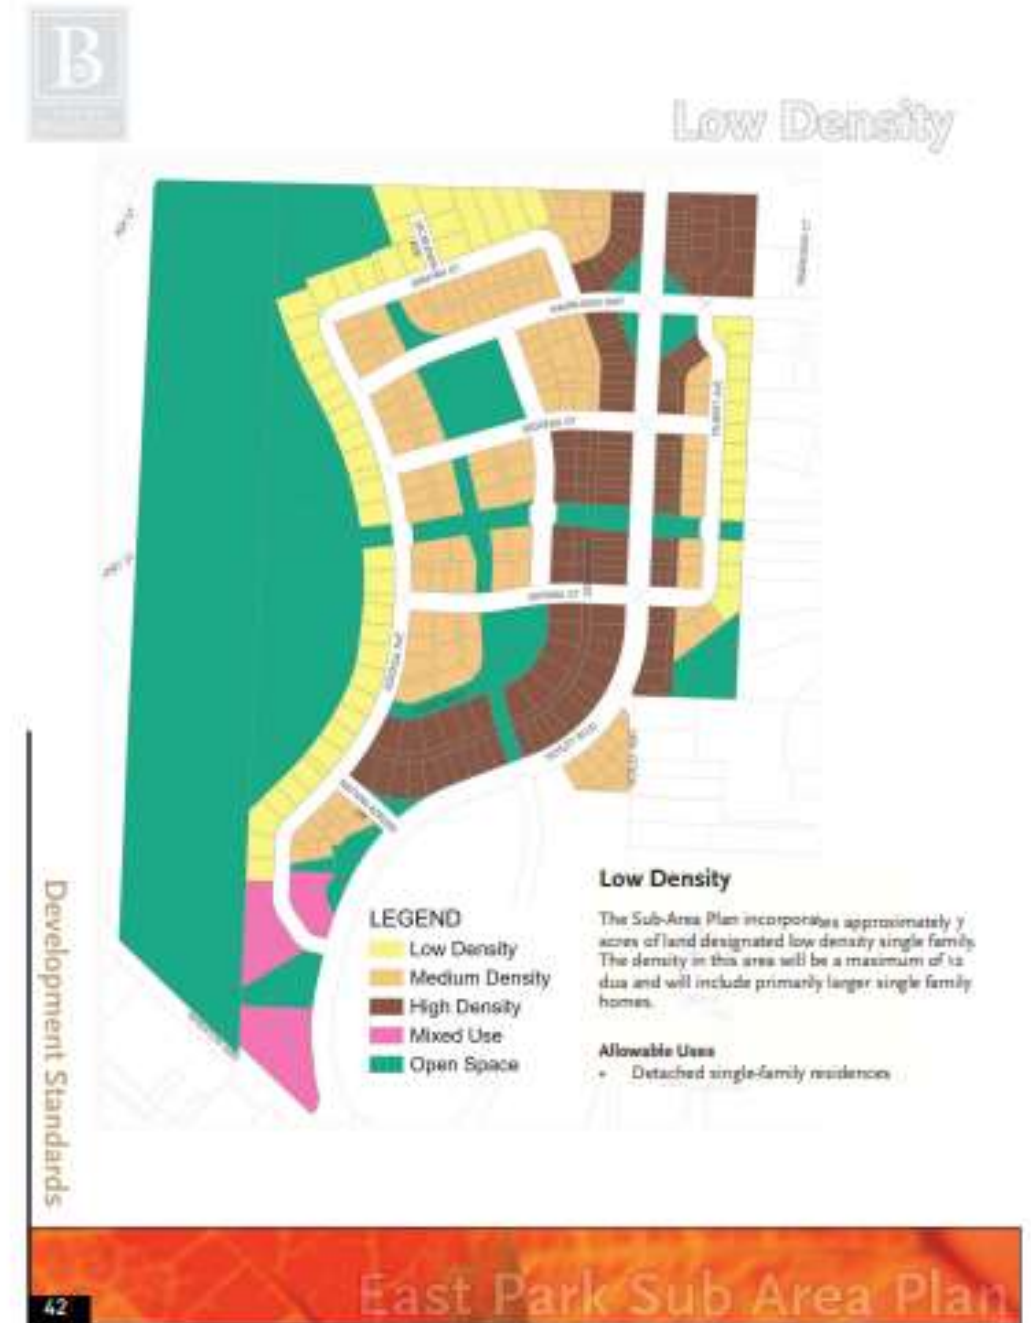 B
Low Density
LEGEND
Low Density
Medium Density
High Density
Mixed Use
Open Space
Low Density
The Sub-Area Plan incorporates approximately 7
acres of land designated low density single family.
The density in this area will be a maximum of 12
dua and will include primarily larger single family
homes.
Allowable Uses
• Detached single-family residences
Development Standards
42
East Park Sub Area Plan